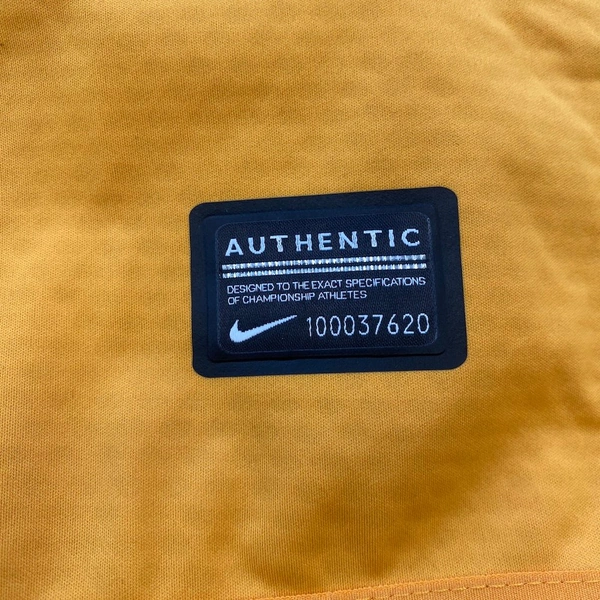 AUTHENTIC
DESIGNED TO THE EXACT SPECIFICATIONS
OF CHAMPIONSHIP ATHLETES
100037620